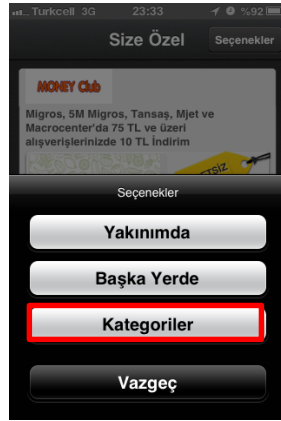 Turkcell 3G 23:33 %92
Size Özel
Seçenekler
MONEY Club
Migros, 5M Migros, Tansaş, Mjet ve
Macrocenter'da 75 TL ve üzeri
alışverişlerinizde 10 TL İndirim
Seçenekler
Yakınımda
Başka Yerde
Kategoriler
Vazgeç